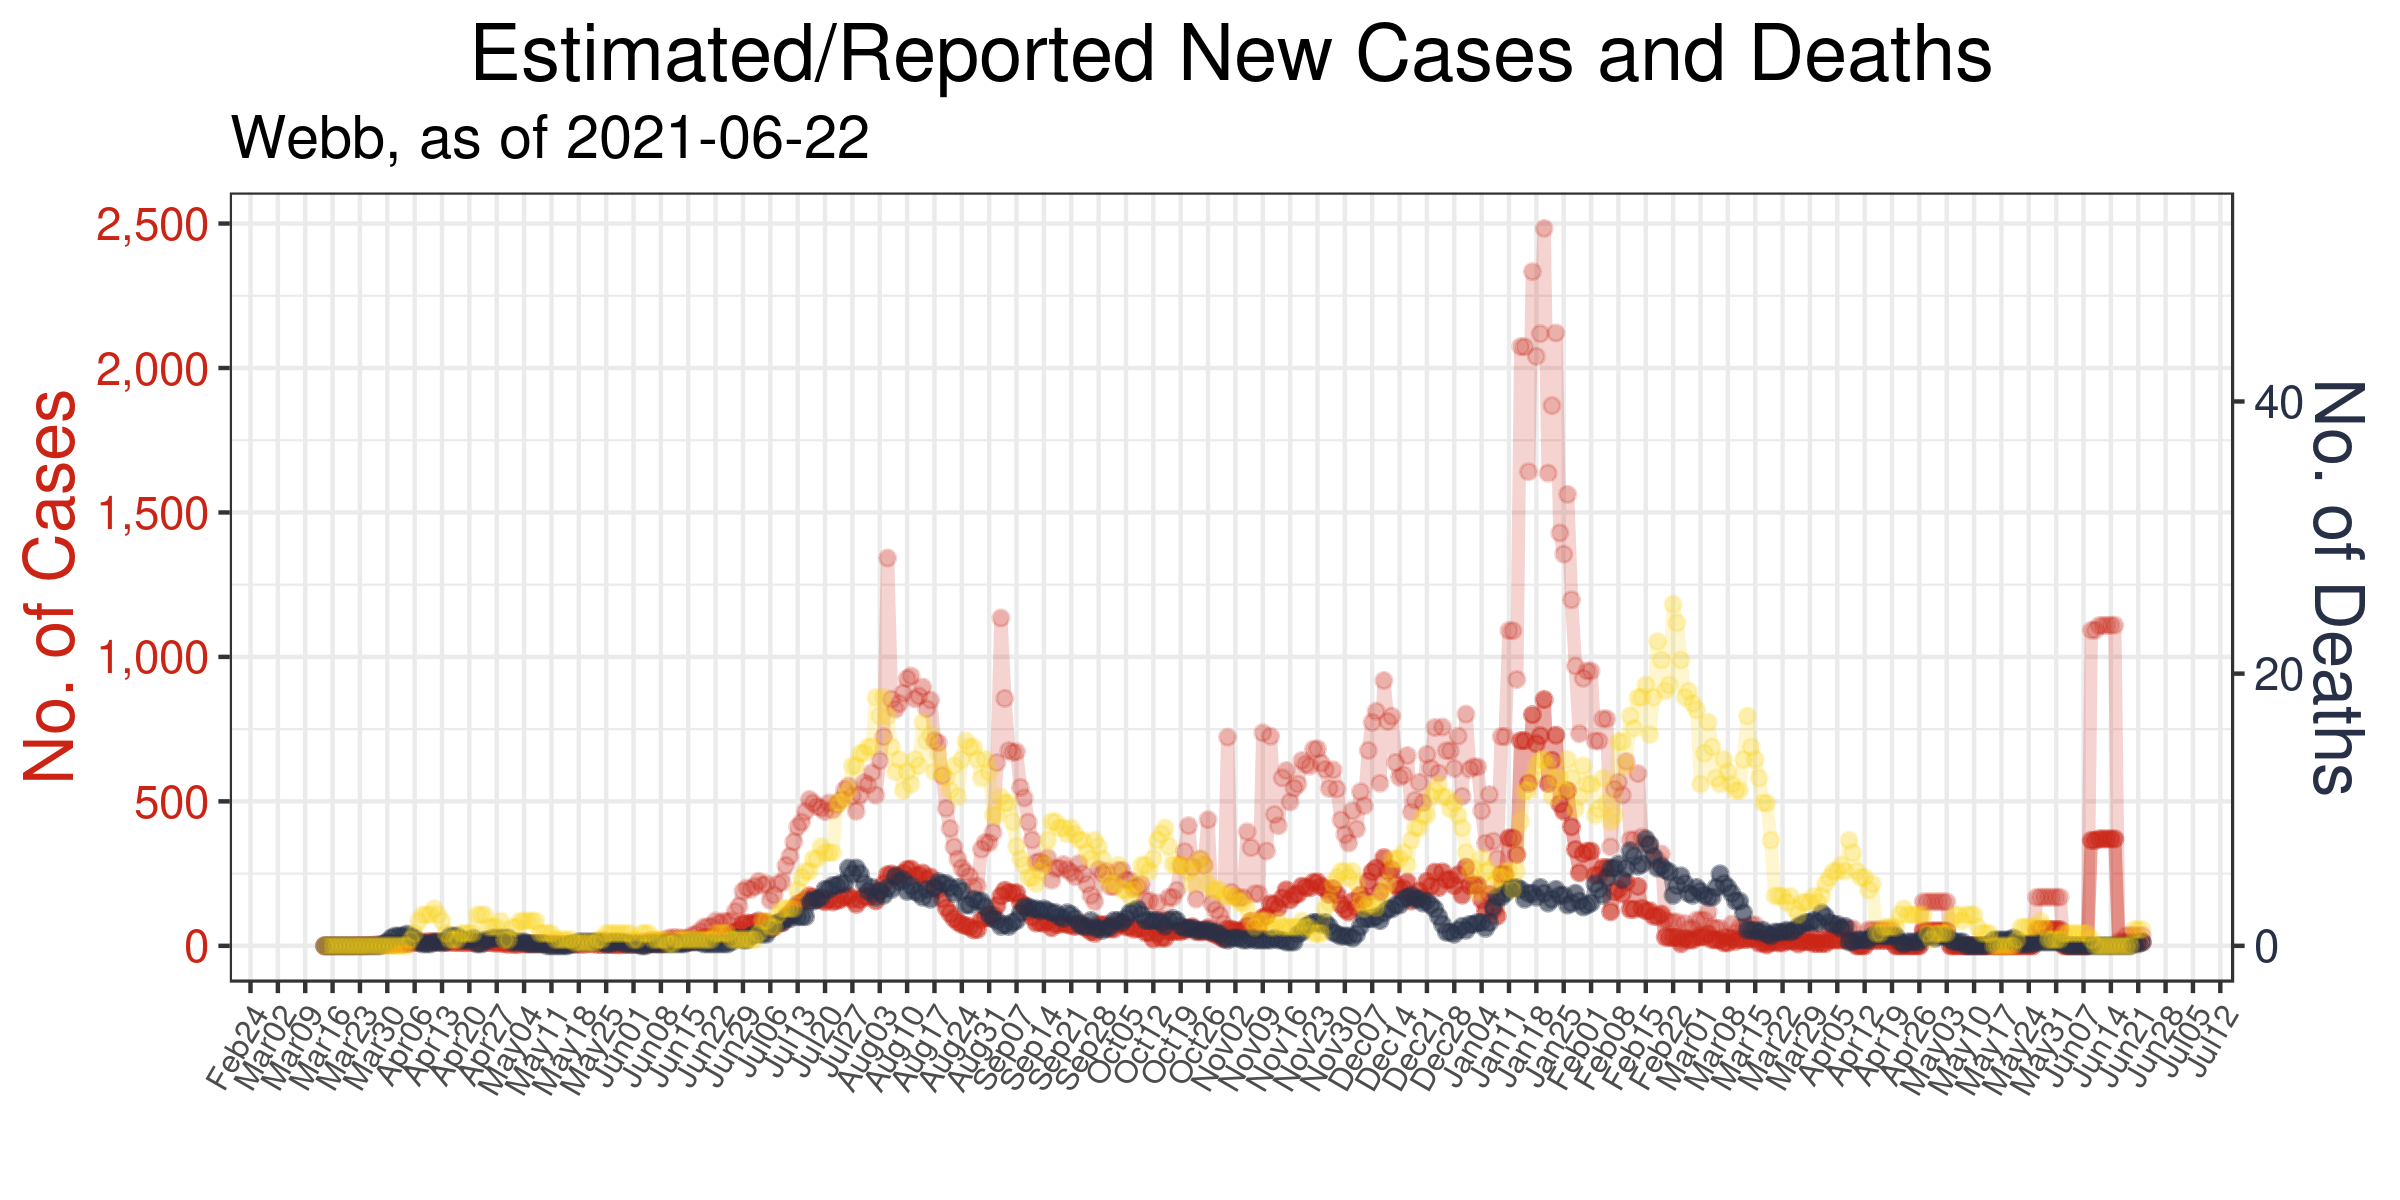 Estimated/Reported New Cases and Deaths
Webb, as of 2021-06-22
No. of Cases
2,500
2,000
1,500
1,000
500
0
40
20
0
No. of Deaths
Feb24 Mar02 Mar09 Mar16 Mar23 Mar30 Apr06 Apr13 Apr20 Apr27 May04 May11 May18 May25 Jun01 Jun08 Jun15 Jun22 Jun29 Jul06 Jul13 Jul20 Jul27 Aug03 Aug10 Aug17 Aug24 Aug31 Sep07 Sep14 Sep21 Sep28 Oct05 Oct12 Oct19 Oct26 Nov02 Nov09 Nov16 Nov23 Nov30 Dec07 Dec14 Dec21 Dec28 Jan04 Jan11 Jan18 Jan25 Feb01 Feb08 Feb15 Feb22 Mar01 Mar08 Mar15 Mar22 Mar29 Apr05 Apr12 Apr19 Apr26 May03 May10 May17 May24 May31 Jun07 Jun14 Jun21 Jun28 Jul05 Jul12